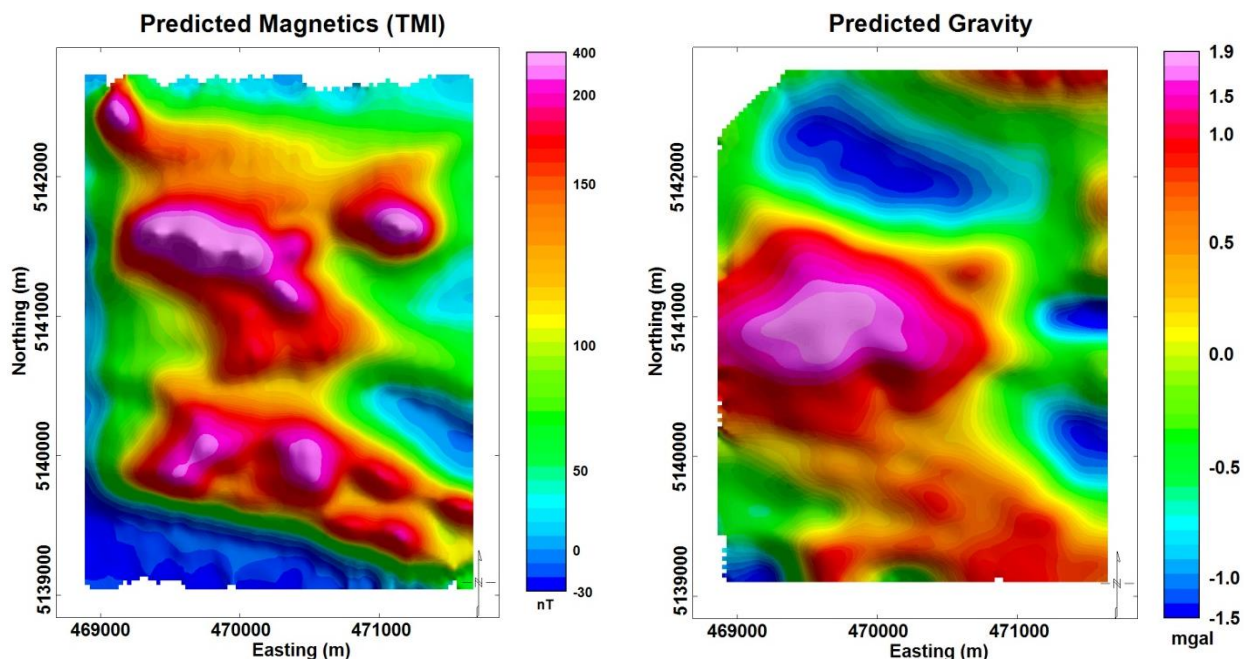 Predicted Magnetics (TMI)
5142000
5141000
5140000
5139000
Northing (m)
469000 470000 471000
Easting (m)
N
400
200
150
100
50
0
-30
nT
Predicted Gravity
5142000
5141000
5140000
5139000
Northing (m)
469000 470000 471000
Easting (m)
N
1.9
1.5
1.0
0.5
0.0
-0.5
-1.0
-1.5
mgal